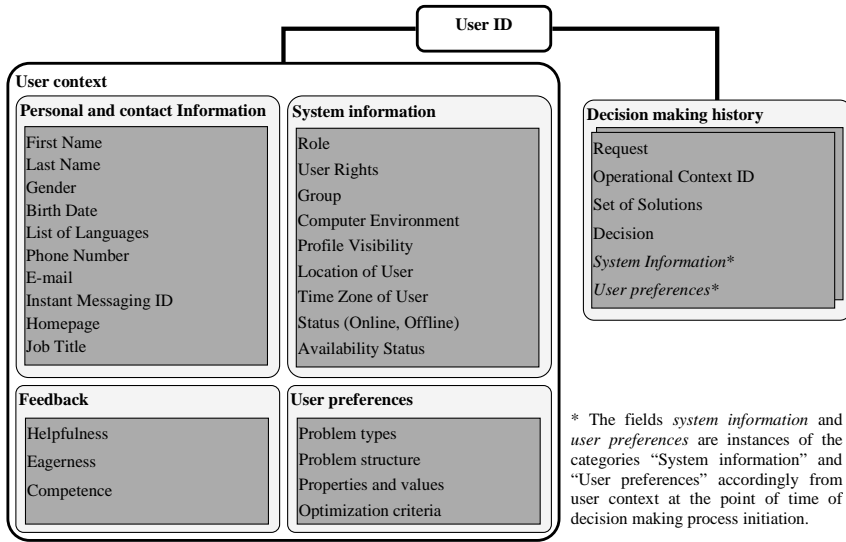 User ID
User context
Personal and contact Information
First Name
Last Name
Gender
Birth Date
List of Languages
Phone Number
E-mail
Instant Messaging ID
Homepage
Job Title
System information
Role
User Rights
Group
Computer Environment
Profile Visibility
Location of User
Time Zone of User
Status (Online, Offline)
Availability Status
Feedback
Helpfulness
Eagerness
Competence
User preferences
Problem types
Problem structure
Properties and values
Optimization criteria
Decision making history
Request
Operational Context ID
Set of Solutions
Decision
System Information*
User preferences*
* The fields system information and
user preferences are instances of the
categories “System information” and
“User preferences” accordingly from
user context at the point of time of
decision making process initiation.